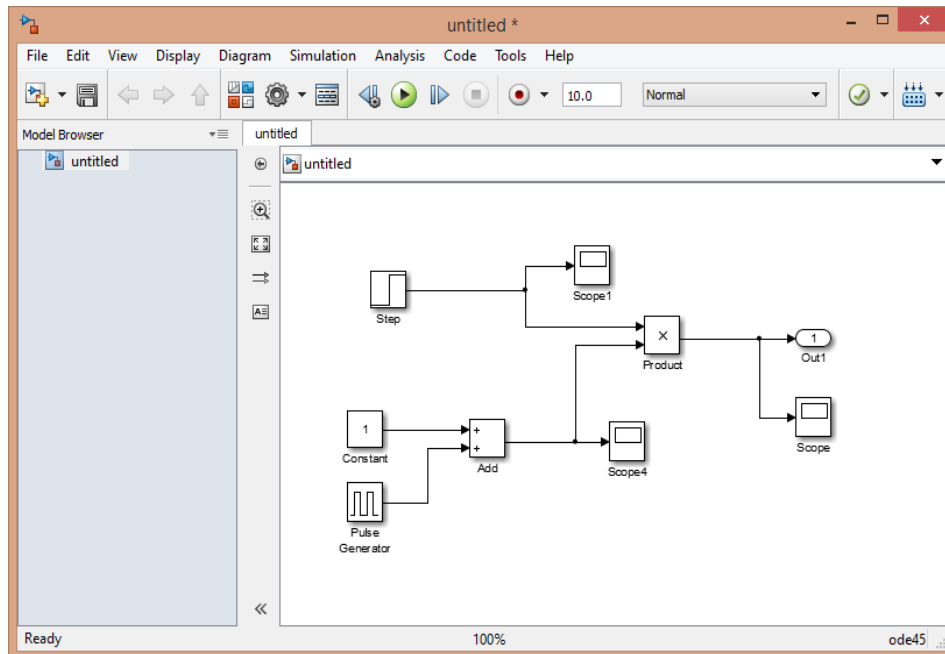 untitled *
File Edit View Display Diagram Simulation Analysis Code Tools Help
10.0 Normal
Model Browser untitled
untitled untitled
Scope1
Step
1
×
Out1
Product
1
+
+
Constant
Add
Scope4
Scope
Pulse
Generator
Ready 100% ode45